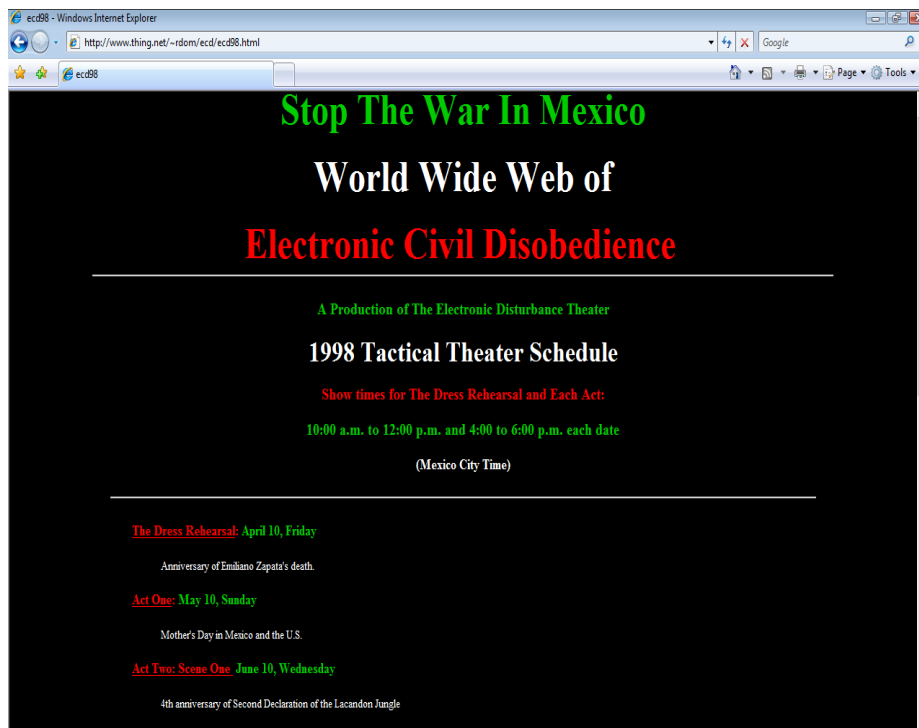 ecd98 - Windows Internet Explorer
http://www.thing.net/~rdom/ecd/ecd98.html
Google
ecd98
Page
Tools
Stop The War In Mexico
World Wide Web of
Electronic Civil Disobedience
A Production of The Electronic Disturbance Theater
1998 Tactical Theater Schedule
Show times for The Dress Rehearsal and Each Act:
10:00 a.m. to 12:00 p.m. and 4:00 to 6:00 p.m. each date
(Mexico City Time)
The Dress Rehearsal: April 10, Friday
Anniversary of Emiliano Zapata's death.
Act One: May 10, Sunday
Mother's Day in Mexico and the U.S.
Act Two: Scene One June 10, Wednesday
4th anniversary of Second Declaration of the Lacandon Jungle